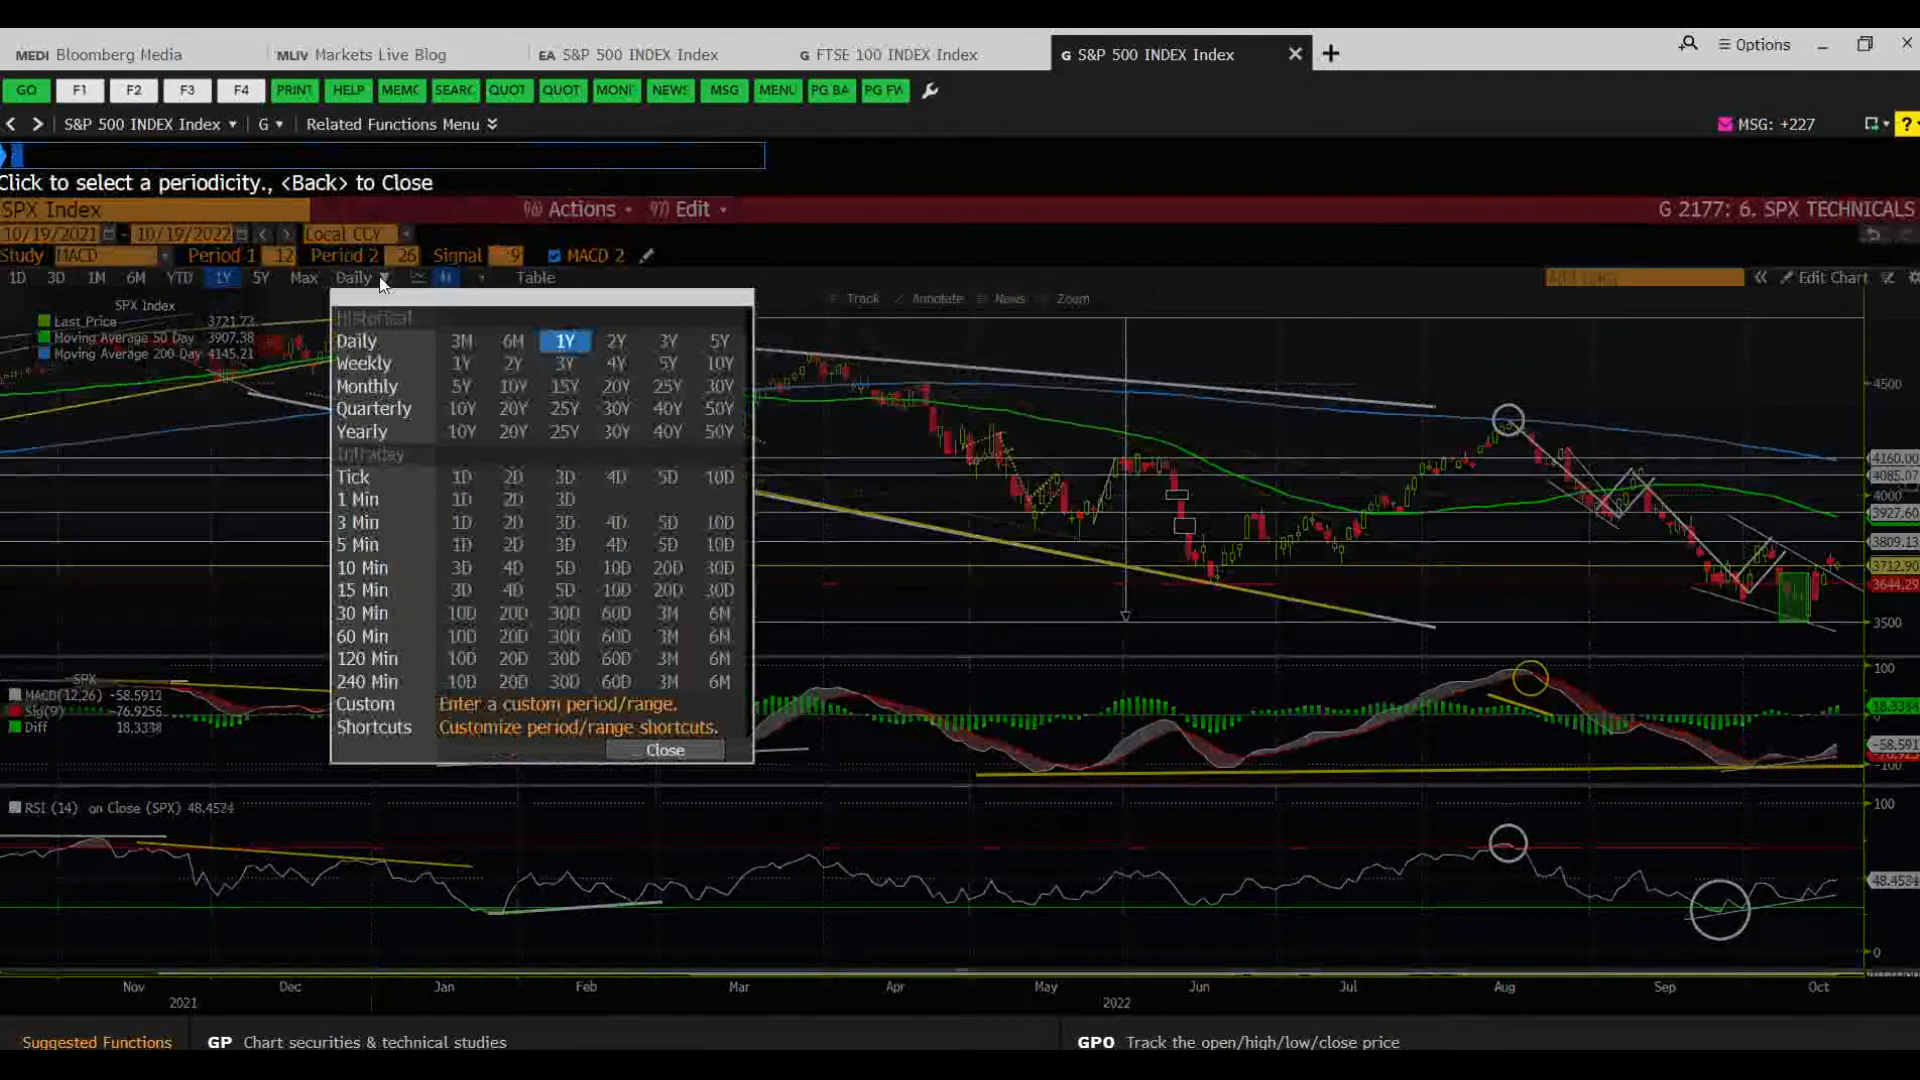 MEDI Bloomberg Media MLIV Markets Live Blog EA S&P 500 INDEX Index G FTSE 100 INDEX Index G S&P 500 INDEX Index Options
GO F1 F2 F3 F4 PRINT HELP MEMC SEARC QUOT QUOT MONI NEWS MSG MENU PG BA PG FW
S&P 500 INDEX Index G Related Functions Menu MSG: +227 ?
Click to select a periodicity., <Back> to Close
SPX Index 96) Actions 97) Edit G 2177: 6. SPX TECHNICALS
10/19/2021 - 10/19/2022 Local CCY
Study MACD Period 1 12 Period 2 26 Signal 9 MACD 2
1D 3D 1M 6M YTD 1Y 5Y Max Daily Table Edit Chart
Track Annotate News Zoom
SPX Index
Last Price 3721.72
Moving Average 50 Day 3907.38
Moving Average 200 Day 4145.21
Historical
Daily 3M 6M 1Y 2Y 3Y 5Y
Weekly 1Y 2Y 3Y 4Y 5Y 10Y
Monthly 5Y 10Y 15Y 20Y 25Y 30Y
Quarterly 10Y 20Y 25Y 30Y 40Y 50Y
Yearly 10Y 20Y 25Y 30Y 40Y 50Y
Intraday
Tick 1D 2D 3D 4D 5D 10D
1 Min 1D 2D 3D
3 Min 1D 2D 3D 4D 5D 10D
5 Min 1D 2D 3D 4D 5D 10D
10 Min 3D 4D 5D 10D 20D 30D
15 Min 3D 4D 5D 10D 20D 30D
30 Min 10D 20D 30D 60D 3M 6M
60 Min 10D 20D 30D 60D 3M 6M
120 Min 10D 20D 30D 60D 3M 6M
240 Min 10D 20D 30D 60D 3M 6M
Custom Enter a custom period/range.
Shortcuts Customize period/range shortcuts.
Close
4500
4160.00
4085.07
4000
3927.60
3809.13
3712.90
3644.29
3500
SPX
MACD(12,26) -58.5911
Sig(9) -76.9255
Diff 18.3344
100
18.3344
-58.591
-100
RSI (14) on Close (SPX) 48.4534
100
48.4534
0
Nov Dec Jan Feb Mar Apr May Jun Jul Aug Sep Oct
2021 2022
Suggested Functions GP Chart securities & technical studies GPO Track the open/high/low/close price